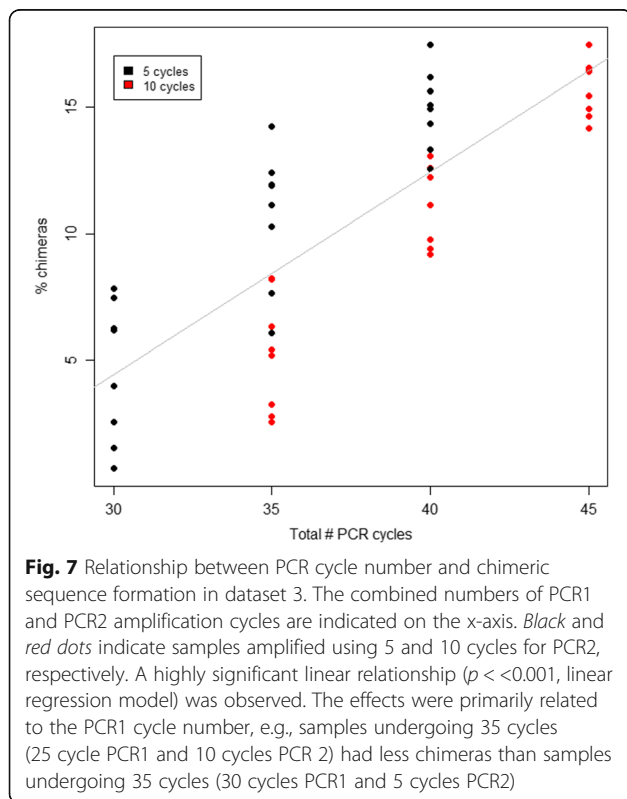 5 cycles
10 cycles
15
10
5
% chimeras
30 35 40 45
Total # PCR cycles
Fig. 7 Relationship between PCR cycle number and chimeric
sequence formation in dataset 3. The combined numbers of PCR1
and PCR2 amplification cycles are indicated on the x-axis. Black and
red dots indicate samples amplified using 5 and 10 cycles for PCR2,
respectively. A highly significant linear relationship (p < <0.001, linear
regression model) was observed. The effects were primarily related
to the PCR1 cycle number, e.g., samples undergoing 35 cycles
(25 cycle PCR1 and 10 cycles PCR 2) had less chimeras than samples
undergoing 35 cycles (30 cycles PCR1 and 5 cycles PCR2)